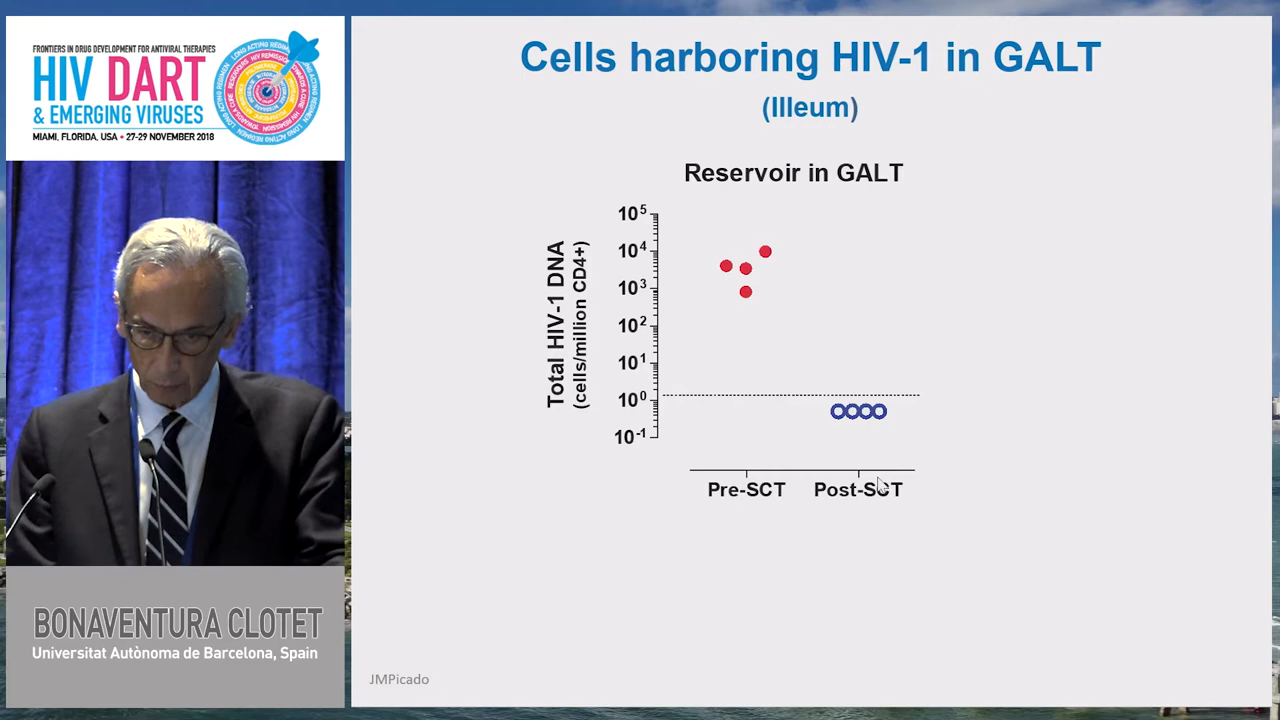 FRONTIERS IN DRUG DEVELOPMENT FOR ANTIVIRAL THERAPIES
HIV DART
& EMERGING VIRUSES
MIAMI, FLORIDA, USA • 27-29 NOVEMBER 2018
Cells harboring HIV-1 in GALT
(Illeum)
Reservoir in GALT
Total HIV-1 DNA
(cells/million CD4+)
10⁵
10⁴
10³
10²
10¹
10⁰
10⁻¹
Pre-SCT Post-SCT
BONAVENTURA CLOTET
Universitat Autònoma de Barcelona, Spain
JMPicado